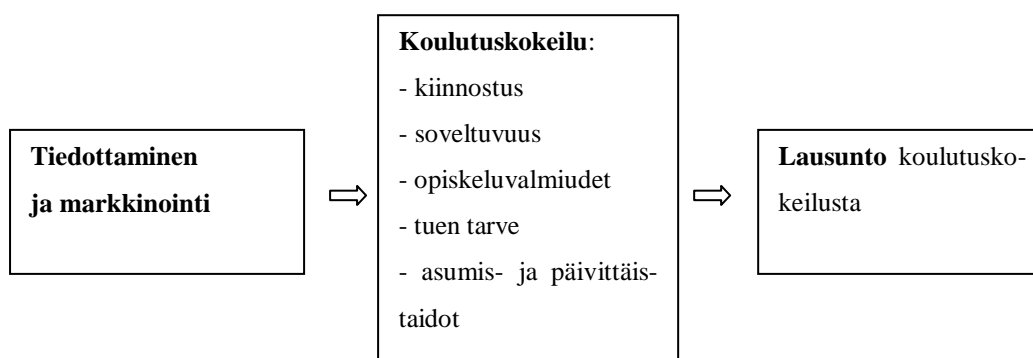 Tiedottaminen
ja markkinointi
Koulutuskokeilu:
- kiinnostus
- soveltuvuus
- opiskeluvalmiudet
- tuen tarve
- asumis- ja päivittäis-
taidot
Lausunto koulutusko-
keilusta